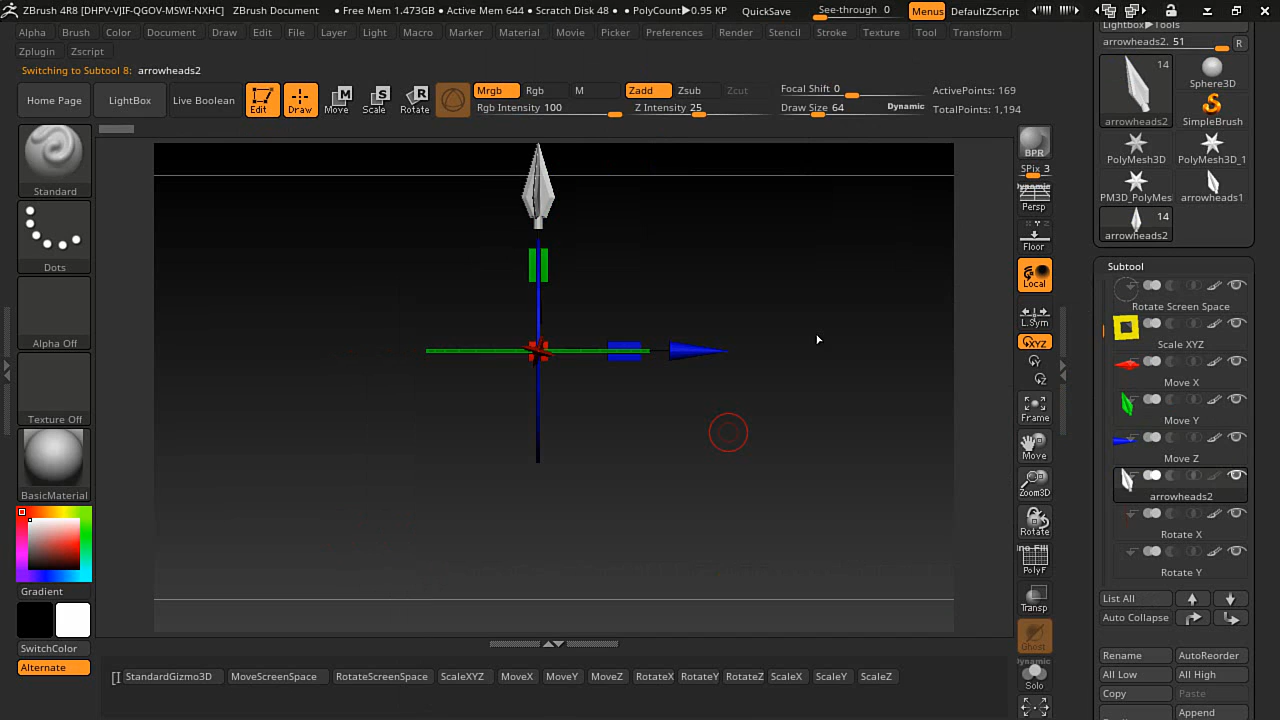 ZBrush 4R8 [DHPV-VJIF-QGOV-MSWI-NXHC]
ZBrush Document
• Free Mem 1.473GB • Active Mem 644 • Scratch Disk 48 •
PolyCount▸0.95 KP
QuickSave
See-through 0
Menus
DefaultZScript
Alpha Brush Color Document Draw Edit File Layer Light Macro Marker Material Movie Picker Preferences Render Stencil Stroke Texture Tool Transform
Zplugin Zscript
Switching to Subtool 8: arrowheads2
Home Page
LightBox
Live Boolean
Edit
Draw
Move
Scale
Rotate
Mrgb Rgb M
Rgb Intensity 100
Zadd Zsub Zcut
Z Intensity 25
Focal Shift 0
Draw Size 64
Dynamic
ActivePoints: 169
TotalPoints: 1,194
Standard
Dots
Alpha Off
Texture Off
BasicMaterial
Gradient
SwitchColor
Alternate
BPR
SPix 3
Dynamic
Persp
Floor
Local
L.Sym
XYZ
Y
Z
Frame
Move
Zoom3D
Rotate
PolyF
Transp
Ghost
Dynamic
Solo
Lightbox▸Tools
arrowheads2. 51
R
14
arrowheads2
Sphere3D
SimpleBrush
PolyMesh3D
PolyMesh3D_1
PM3D_PolyMes
arrowheads1
14
arrowheads2
Subtool
Rotate Screen Space
Scale XYZ
Move X
Move Y
Move Z
arrowheads2
Rotate X
Rotate Y
List All
Auto Collapse
Rename
AutoReorder
All Low
All High
Copy
Paste
Append
StandardGizmo3D MoveScreenSpace RotateScreenSpace ScaleXYZ MoveX MoveY MoveZ RotateX RotateY RotateZ ScaleX ScaleY ScaleZ